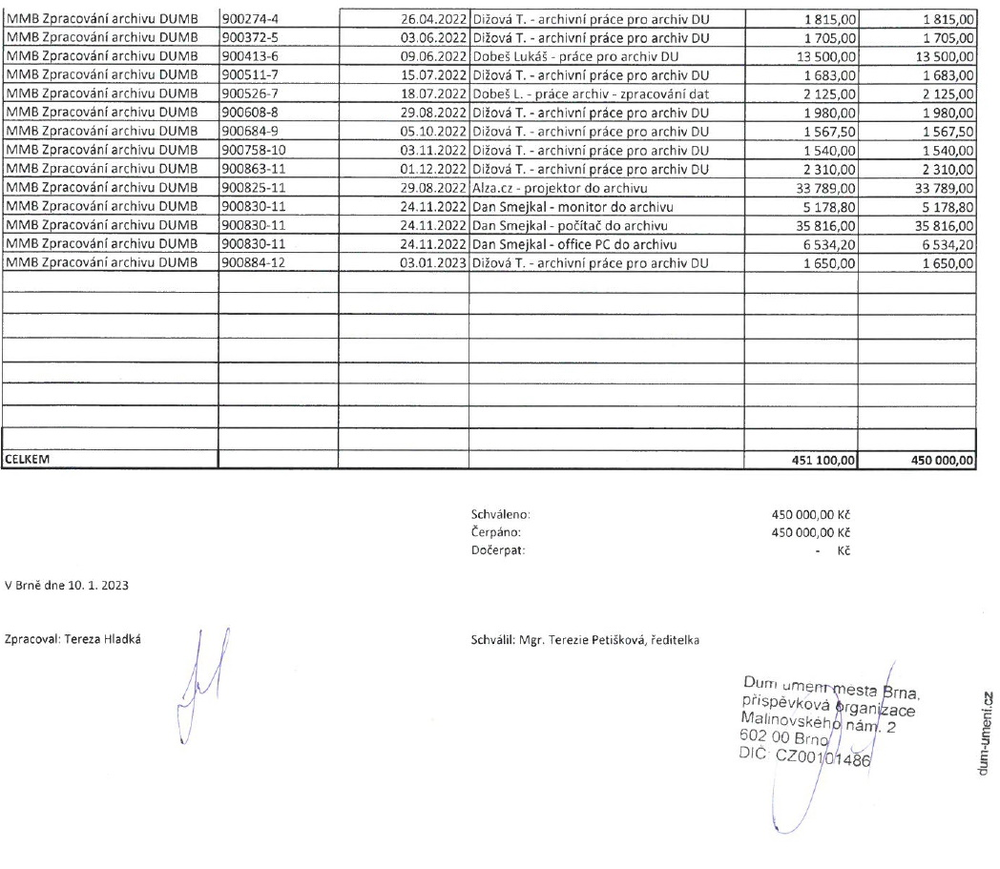 MMB Zpracování archivu DUMB 900274-4 26.04.2022 Dižová T. - archivní práce pro archiv DU 1 815,00 1 815,00
MMB Zpracování archivu DUMB 900372-5 03.06.2022 Dižová T. - archivní práce pro archiv DU 1 705,00 1 705,00
MMB Zpracování archivu DUMB 900413-6 09.06.2022 Dobeš Lukáš - práce pro archiv DU 13 500,00 13 500,00
MMB Zpracování archivu DUMB 900511-7 15.07.2022 Dižová T. - archivní práce pro archiv DU 1 683,00 1 683,00
MMB Zpracování archivu DUMB 900526-7 18.07.2022 Dobeš L. - práce archiv - zpracování dat 2 125,00 2 125,00
MMB Zpracování archivu DUMB 900608-8 29.08.2022 Dižová T. - archivní práce pro archiv DU 1 980,00 1 980,00
MMB Zpracování archivu DUMB 900684-9 05.10.2022 Dižová T. - archivní práce pro archiv DU 1 567,50 1 567,50
MMB Zpracování archivu DUMB 900758-10 03.11.2022 Dižová T. - archivní práce pro archiv DU 1 540,00 1 540,00
MMB Zpracování archivu DUMB 900863-11 01.12.2022 Dižová T. - archivní práce pro archiv DU 2 310,00 2 310,00
MMB Zpracování archivu DUMB 900825-11 29.08.2022 Alza.cz - projektor do archivu 33 789,00 33 789,00
MMB Zpracování archivu DUMB 900830-11 24.11.2022 Dan Smejkal - monitor do archivu 5 178,80 5 178,80
MMB Zpracování archivu DUMB 900830-11 24.11.2022 Dan Smejkal - počítač do archivu 35 816,00 35 816,00
MMB Zpracování archivu DUMB 900830-11 24.11.2022 Dan Smejkal - office PC do archivu 6 534,20 6 534,20
MMB Zpracování archivu DUMB 900884-12 03.01.2023 Dižová T. - archivní práce pro archiv DU 1 650,00 1 650,00
CELKEM 451 100,00 450 000,00
Schváleno: 450 000,00 Kč
Čerpáno: 450 000,00 Kč
Dočerpat: - Kč
V Brně dne 10. 1. 2023
Zpracoval: Tereza Hladká
Schválil: Mgr. Terezie Petišková, ředitelka
Dum umeni mesta Brna,
příspěvková organizace
Malinovského nám. 2
602 00 Brno
DIČ: CZ00101486
dum-umeni.cz